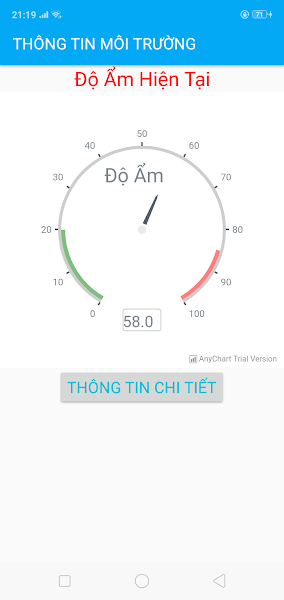 21:19
71
THÔNG TIN MÔI TRƯỜNG
Độ Ẩm Hiện Tại
50
40
60
Độ Ẩm
30
70
20
80
10
90
0
100
58.0
AnyChart Trial Version
THÔNG TIN CHI TIẾT